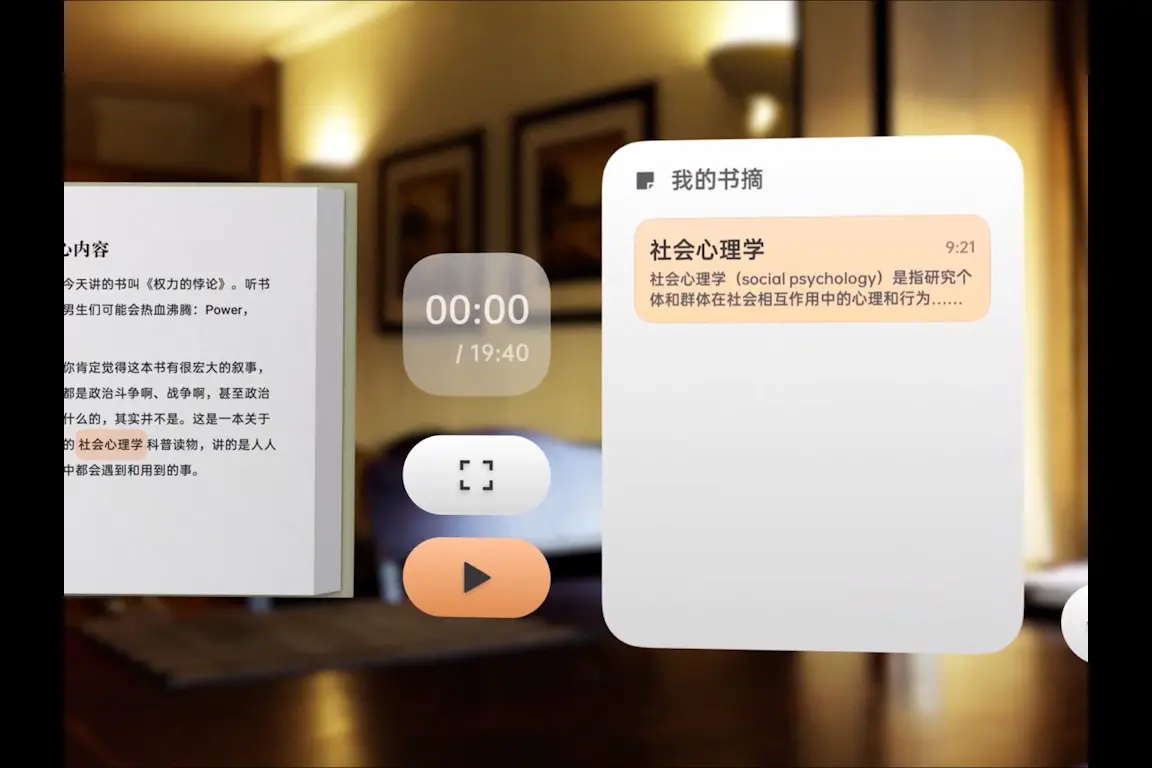 心内容
今天讲的书叫《权力的悖论》。听书
男生们可能会热血沸腾：Power，
你肯定觉得这本书有很宏大的叙事，
都是政治斗争啊、战争啊，甚至政治
什么的，其实并不是。这是一本关于
的社会心理学科普读物，讲的是人人
中都会遇到和用到的事。
00:00
/ 19:40
我的书摘
社会心理学 9:21
社会心理学（social psychology）是指研究个
体和群体在社会相互作用中的心理和行为……